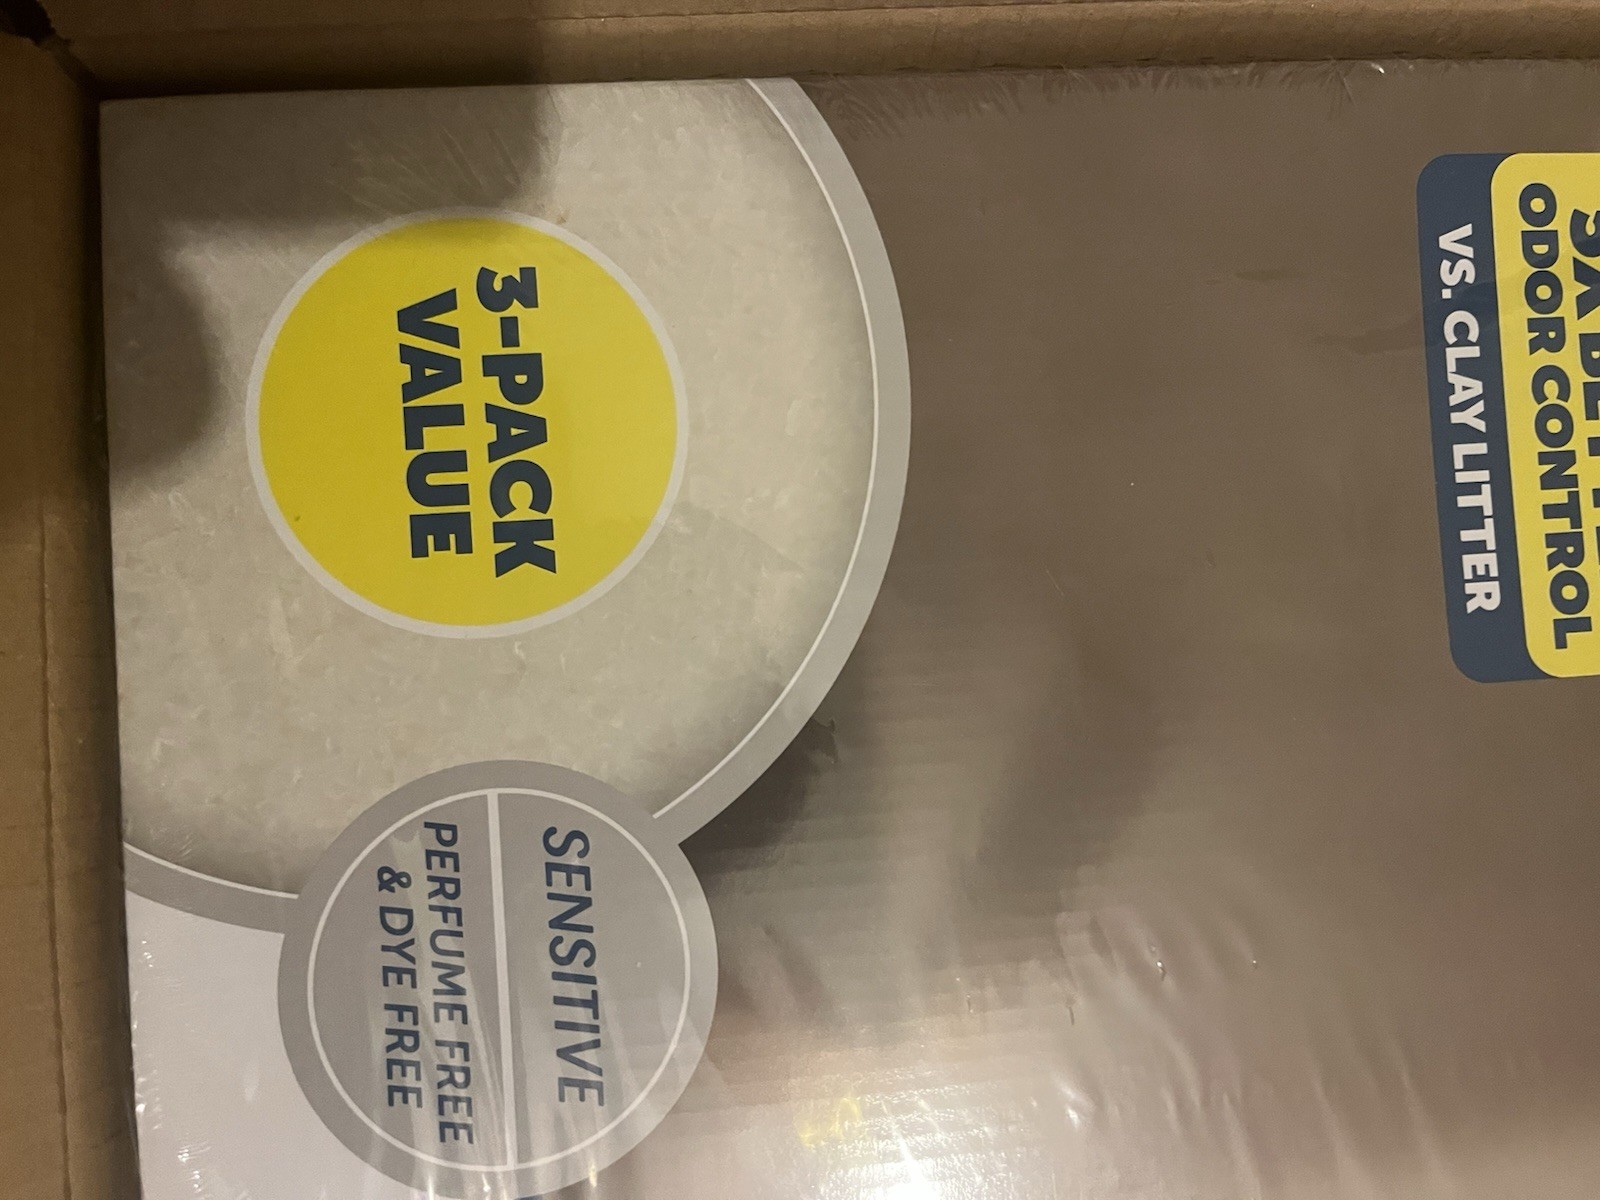 ODOR CONTROL
VS. CLAY LITTER
3-PACK
VALUE
SENSITIVE
PERFUME FREE
& DYE FREE